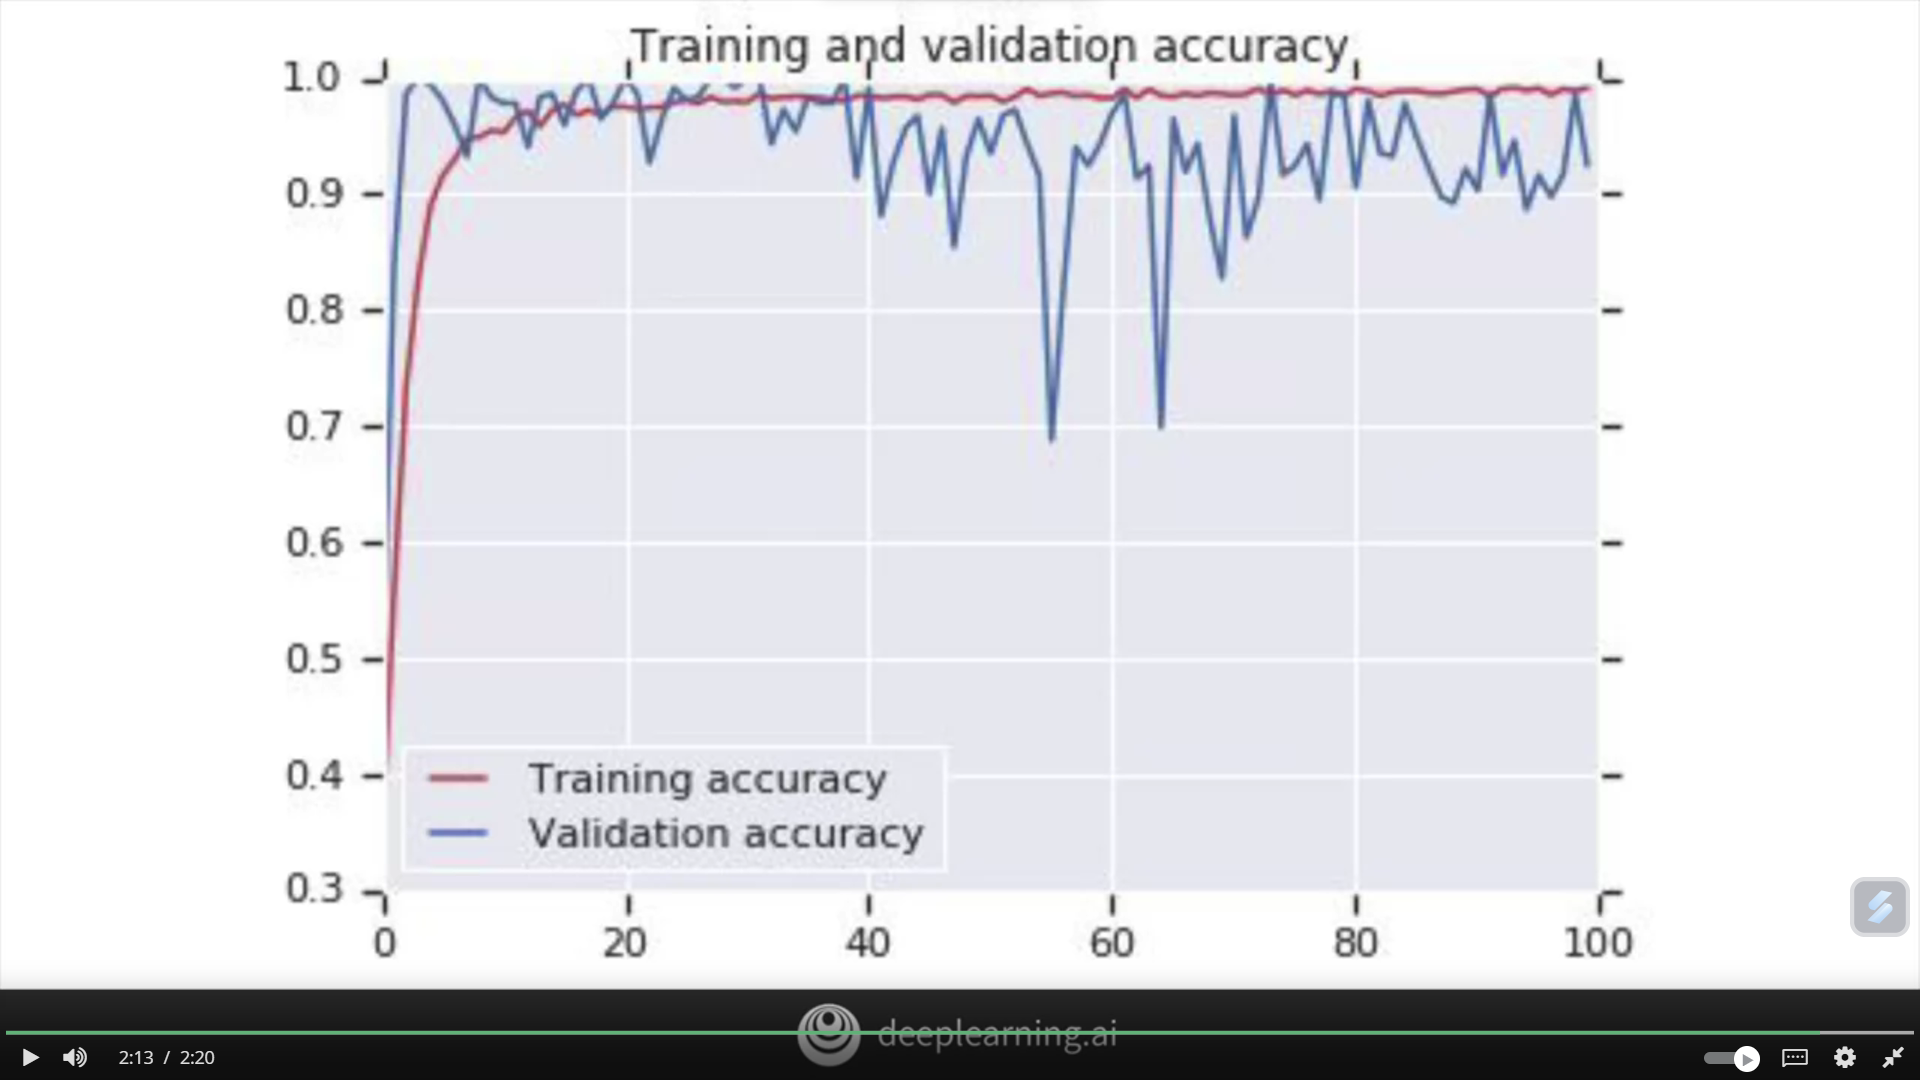 Training and validation accuracy
1.0
0.9
0.8
0.7
0.6
0.5
0.4
0.3
Training accuracy
Validation accuracy
0 20 40 60 80 100
deeplearning.ai
2:13 / 2:20